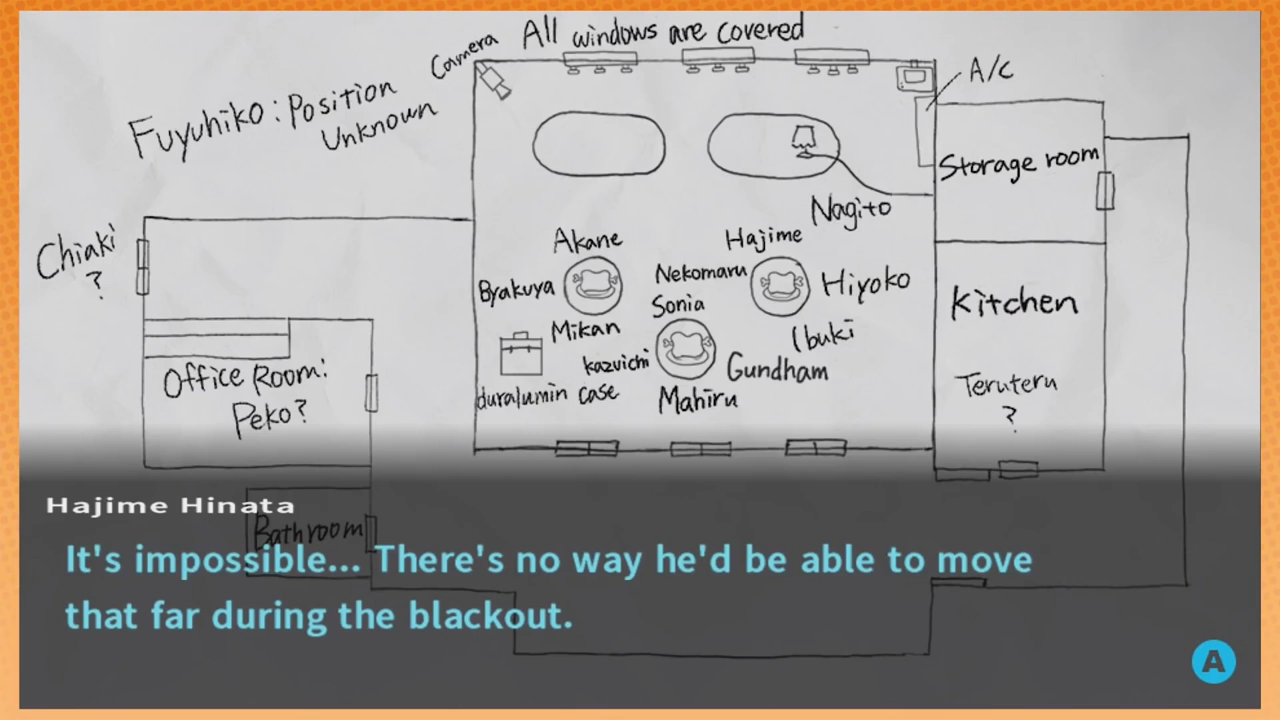 All windows are covered
Camera
A/C
Fuyuhiko: Position
Unknown
Storage room
Nagito
Chiaki
?
Akane
Hajime
Byakuya
Nekomaru
Hiyoko
Sonia
Kitchen
Mikan
Ibuki
kazuichi
Gundham
Office Room:
Peko?
duralumin case
Mahiru
Teruteru
?
Hajime Hinata
Bathroom
It's impossible... There's no way he'd be able to move
that far during the blackout.
A